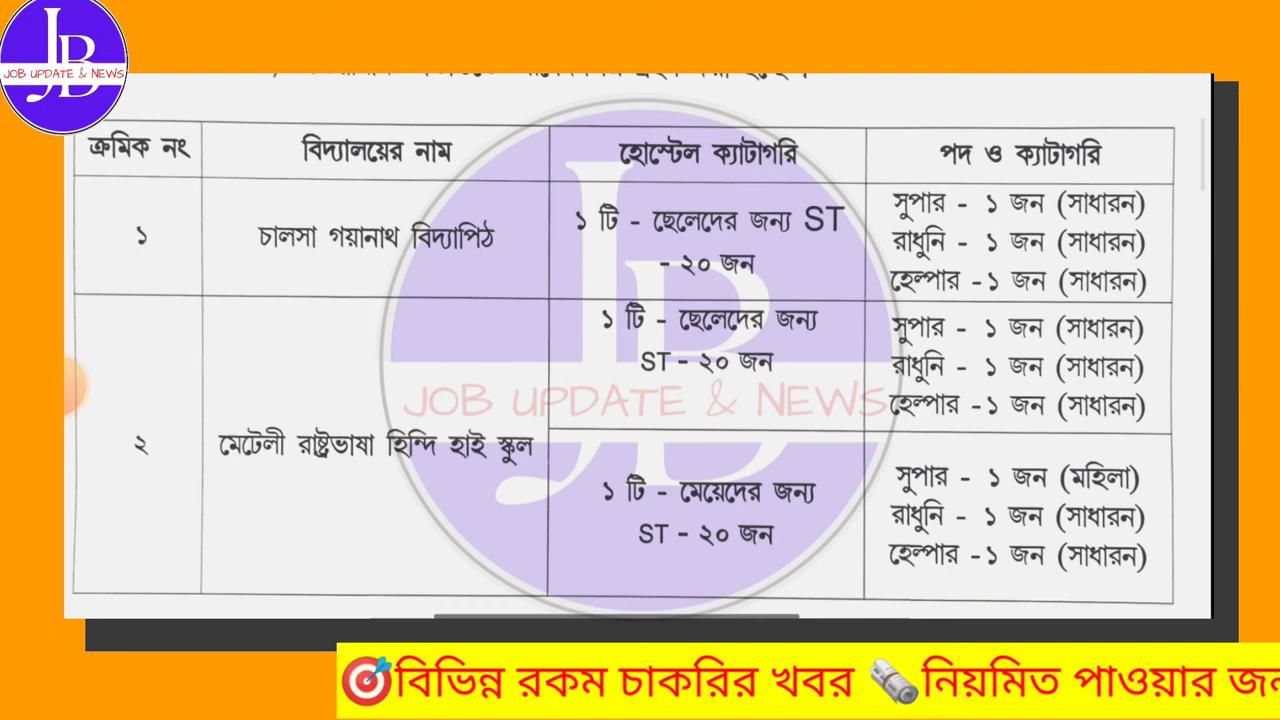 JB
JOB UPDATE & NEWS
ক্রমিক নং
বিদ্যালয়ের নাম
হোস্টেল ক্যাটাগরি
পদ ও ক্যাটাগরি
১
চালসা গয়ানাথ বিদ্যাপিঠ
১ টি - ছেলেদের জন্য ST
- ২০ জন
সুপার - ১ জন (সাধারন)
রাধুনি - ১ জন (সাধারন)
হেল্পার -১ জন (সাধারন)
২
মেটেলী রাষ্ট্রভাষা হিন্দি হাই স্কুল
১ টি - ছেলেদের জন্য
ST - ২০ জন
সুপার - ১ জন (সাধারন)
রাধুনি - ১ জন (সাধারন)
হেল্পার -১ জন (সাধারন)
১ টি - মেয়েদের জন্য
ST - ২০ জন
সুপার - ১ জন (মহিলা)
রাধুনি - ১ জন (সাধারন)
হেল্পার -১ জন (সাধারন)
JB
JOB UPDATE & NEWS
বিভিন্ন রকম চাকরির খবর নিয়মিত পাওয়ার